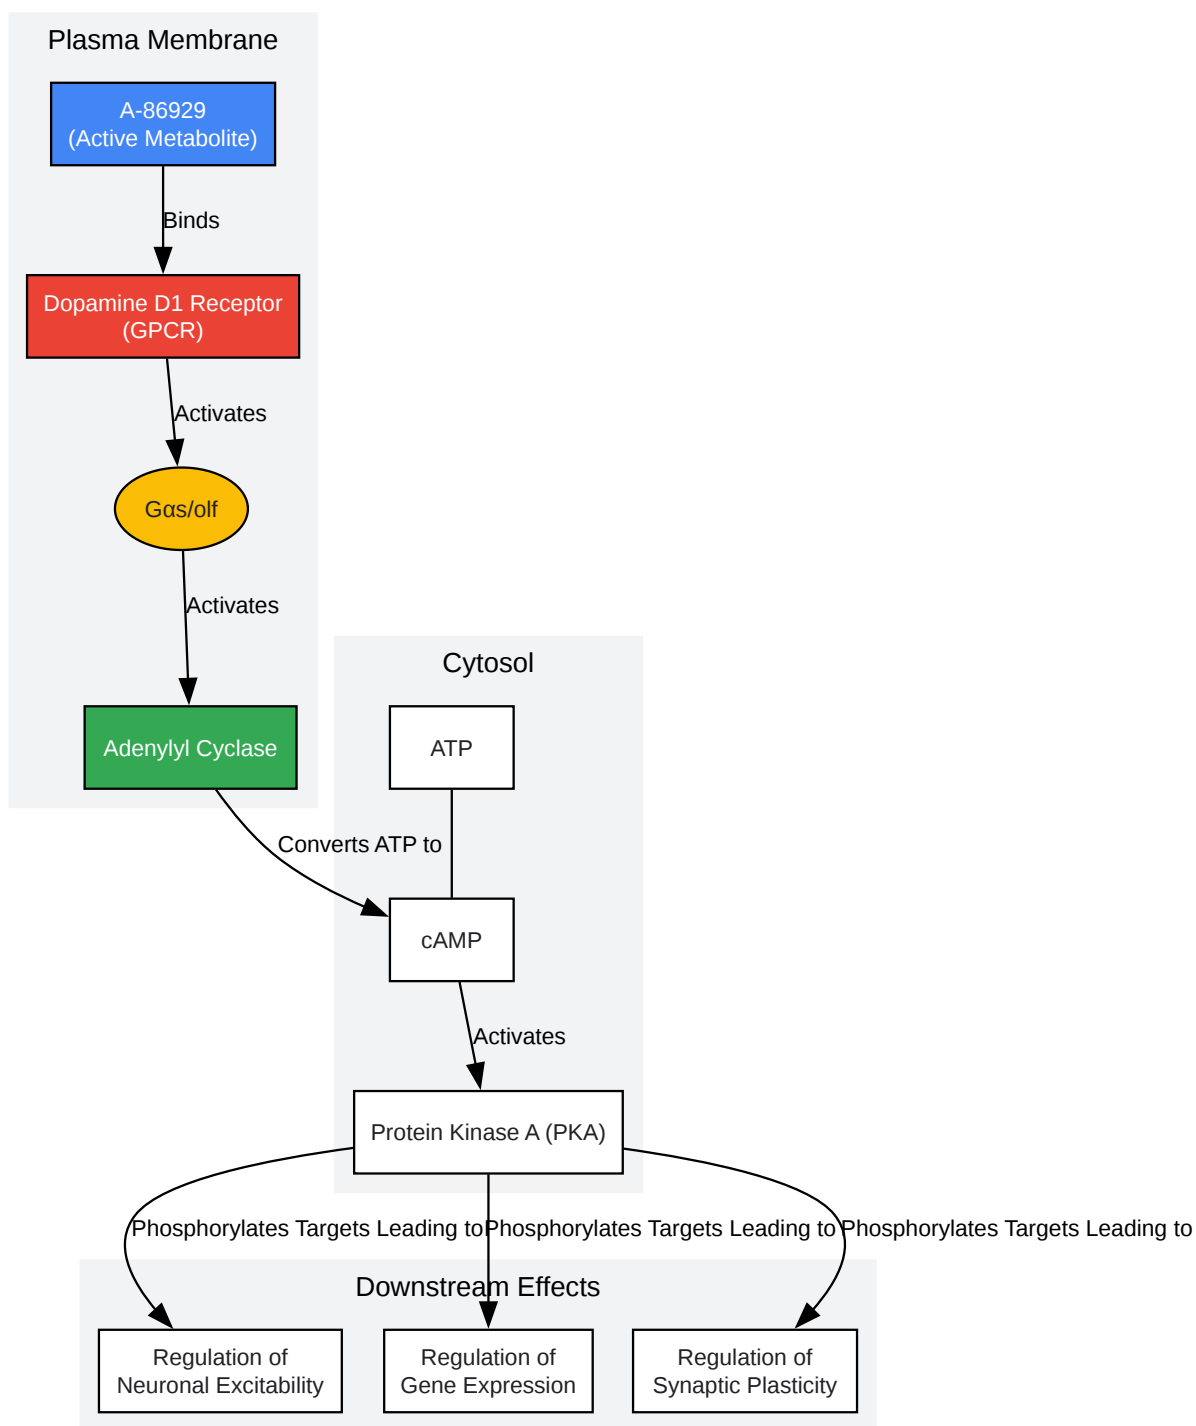 Plasma Membrane
A-86929
(Active Metabolite)
Binds
Dopamine D1 Receptor
(GPCR)
Activates
Gαs/olf
Activates
Adenylyl Cyclase
Cytosol
ATP
Converts ATP to
cAMP
Activates
Protein Kinase A (PKA)
Phosphorylates Targets Leading to
Phosphorylates Targets Leading to
Phosphorylates Targets Leading to
Downstream Effects
Regulation of
Neuronal Excitability
Regulation of
Gene Expression
Regulation of
Synaptic Plasticity